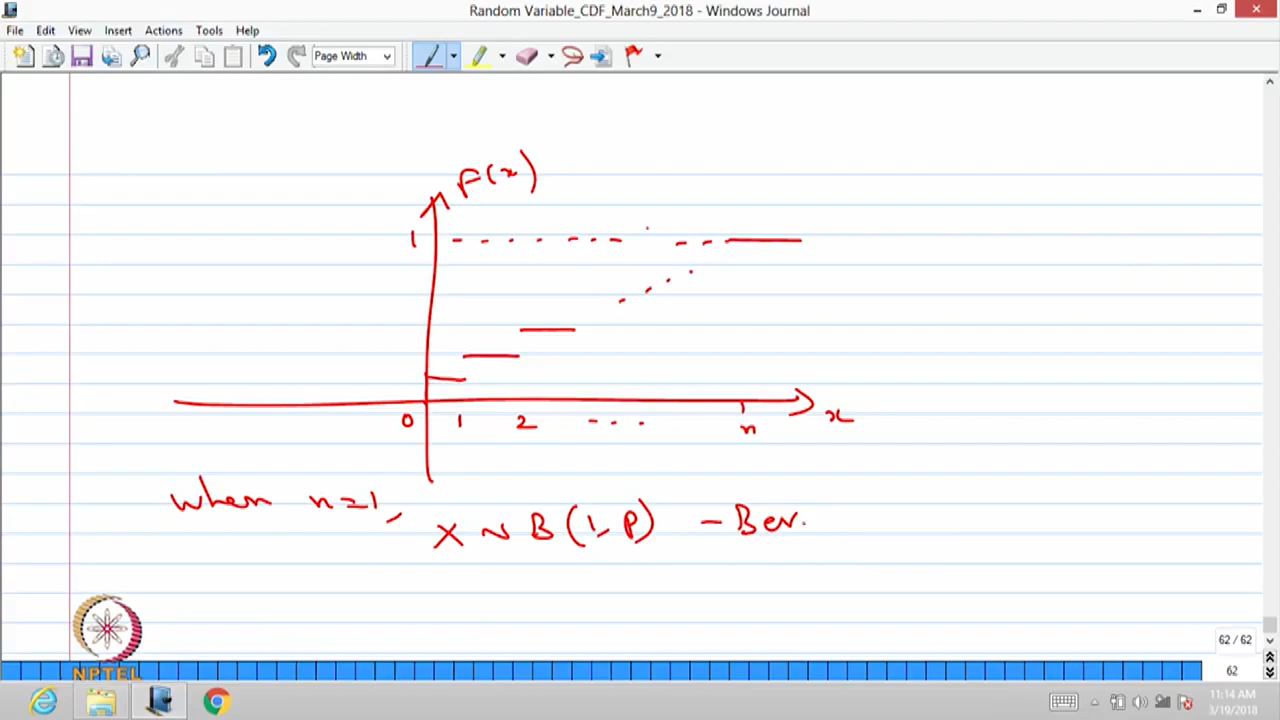 Random Variable_CDF_March9_2018 - Windows Journal
File Edit View Insert Actions Tools Help
Page Width
F(x)
1
0 1 2 ... n x
when n=1,
X ~ B(1, P) - Ber.
NPTEL
62 / 62
62
11:14 AM
3/19/2018